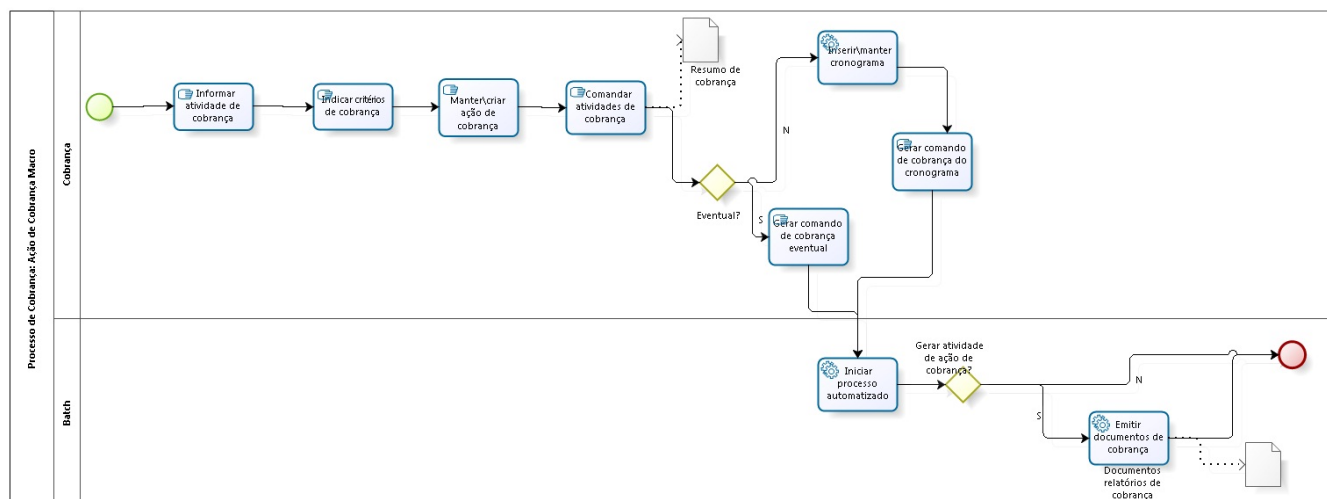 Processo de Cobrança: Ação de Cobrança Macro
Cobrança
Informar
atividade de
cobrança
Indicar critérios
de cobrança
Manter\criar
ação de
cobrança
Comandar
atividades de
cobrança
Resumo de
cobrança
Eventual?
N
S
Inserir\manter
cronograma
Gerar comando
de cobrança do
cronograma
Gerar comando
de cobrança
eventual
Batch
Iniciar
processo
automatizado
Gerar atividade
de ação de
cobrança?
N
S
Emitir
documentos de
cobrança
Documentos
relatórios de
cobrança